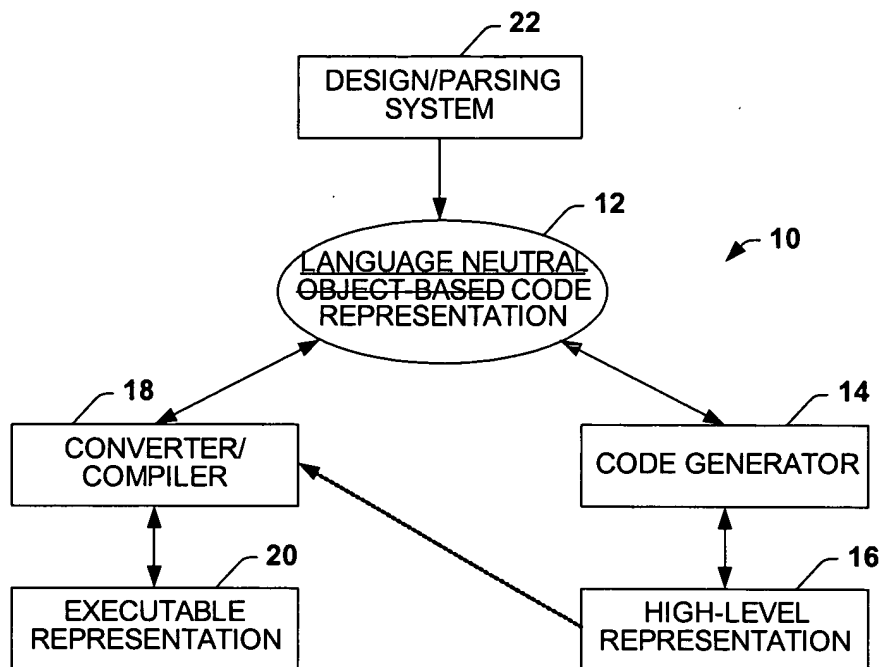 22
DESIGN/PARSING
SYSTEM
12
10
LANGUAGE NEUTRAL
OBJECT-BASED CODE
REPRESENTATION
18
14
CONVERTER/
COMPILER
CODE GENERATOR
20
16
EXECUTABLE
REPRESENTATION
HIGH-LEVEL
REPRESENTATION